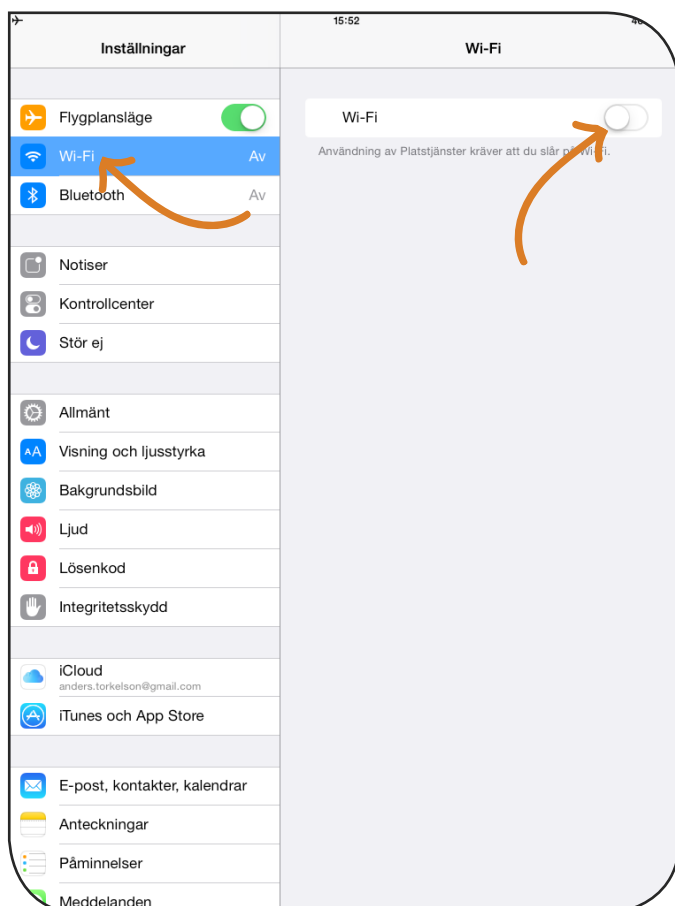 15:52
Inställningar
Wi-Fi
Flygplansläge
Wi-Fi
Av
Bluetooth
Av
Notiser
Kontrollcenter
Stör ej
Allmänt
AA
Visning och ljusstyrka
Bakgrundsbild
Ljud
Lösenkod
Integritetsskydd
iCloud
anders.torkelson@gmail.com
iTunes och App Store
E-post, kontakter, kalendrar
Anteckningar
Påminnelser
Meddelanden
Wi-Fi
Användning av Platstjänster kräver att du slår på Wi-Fi.